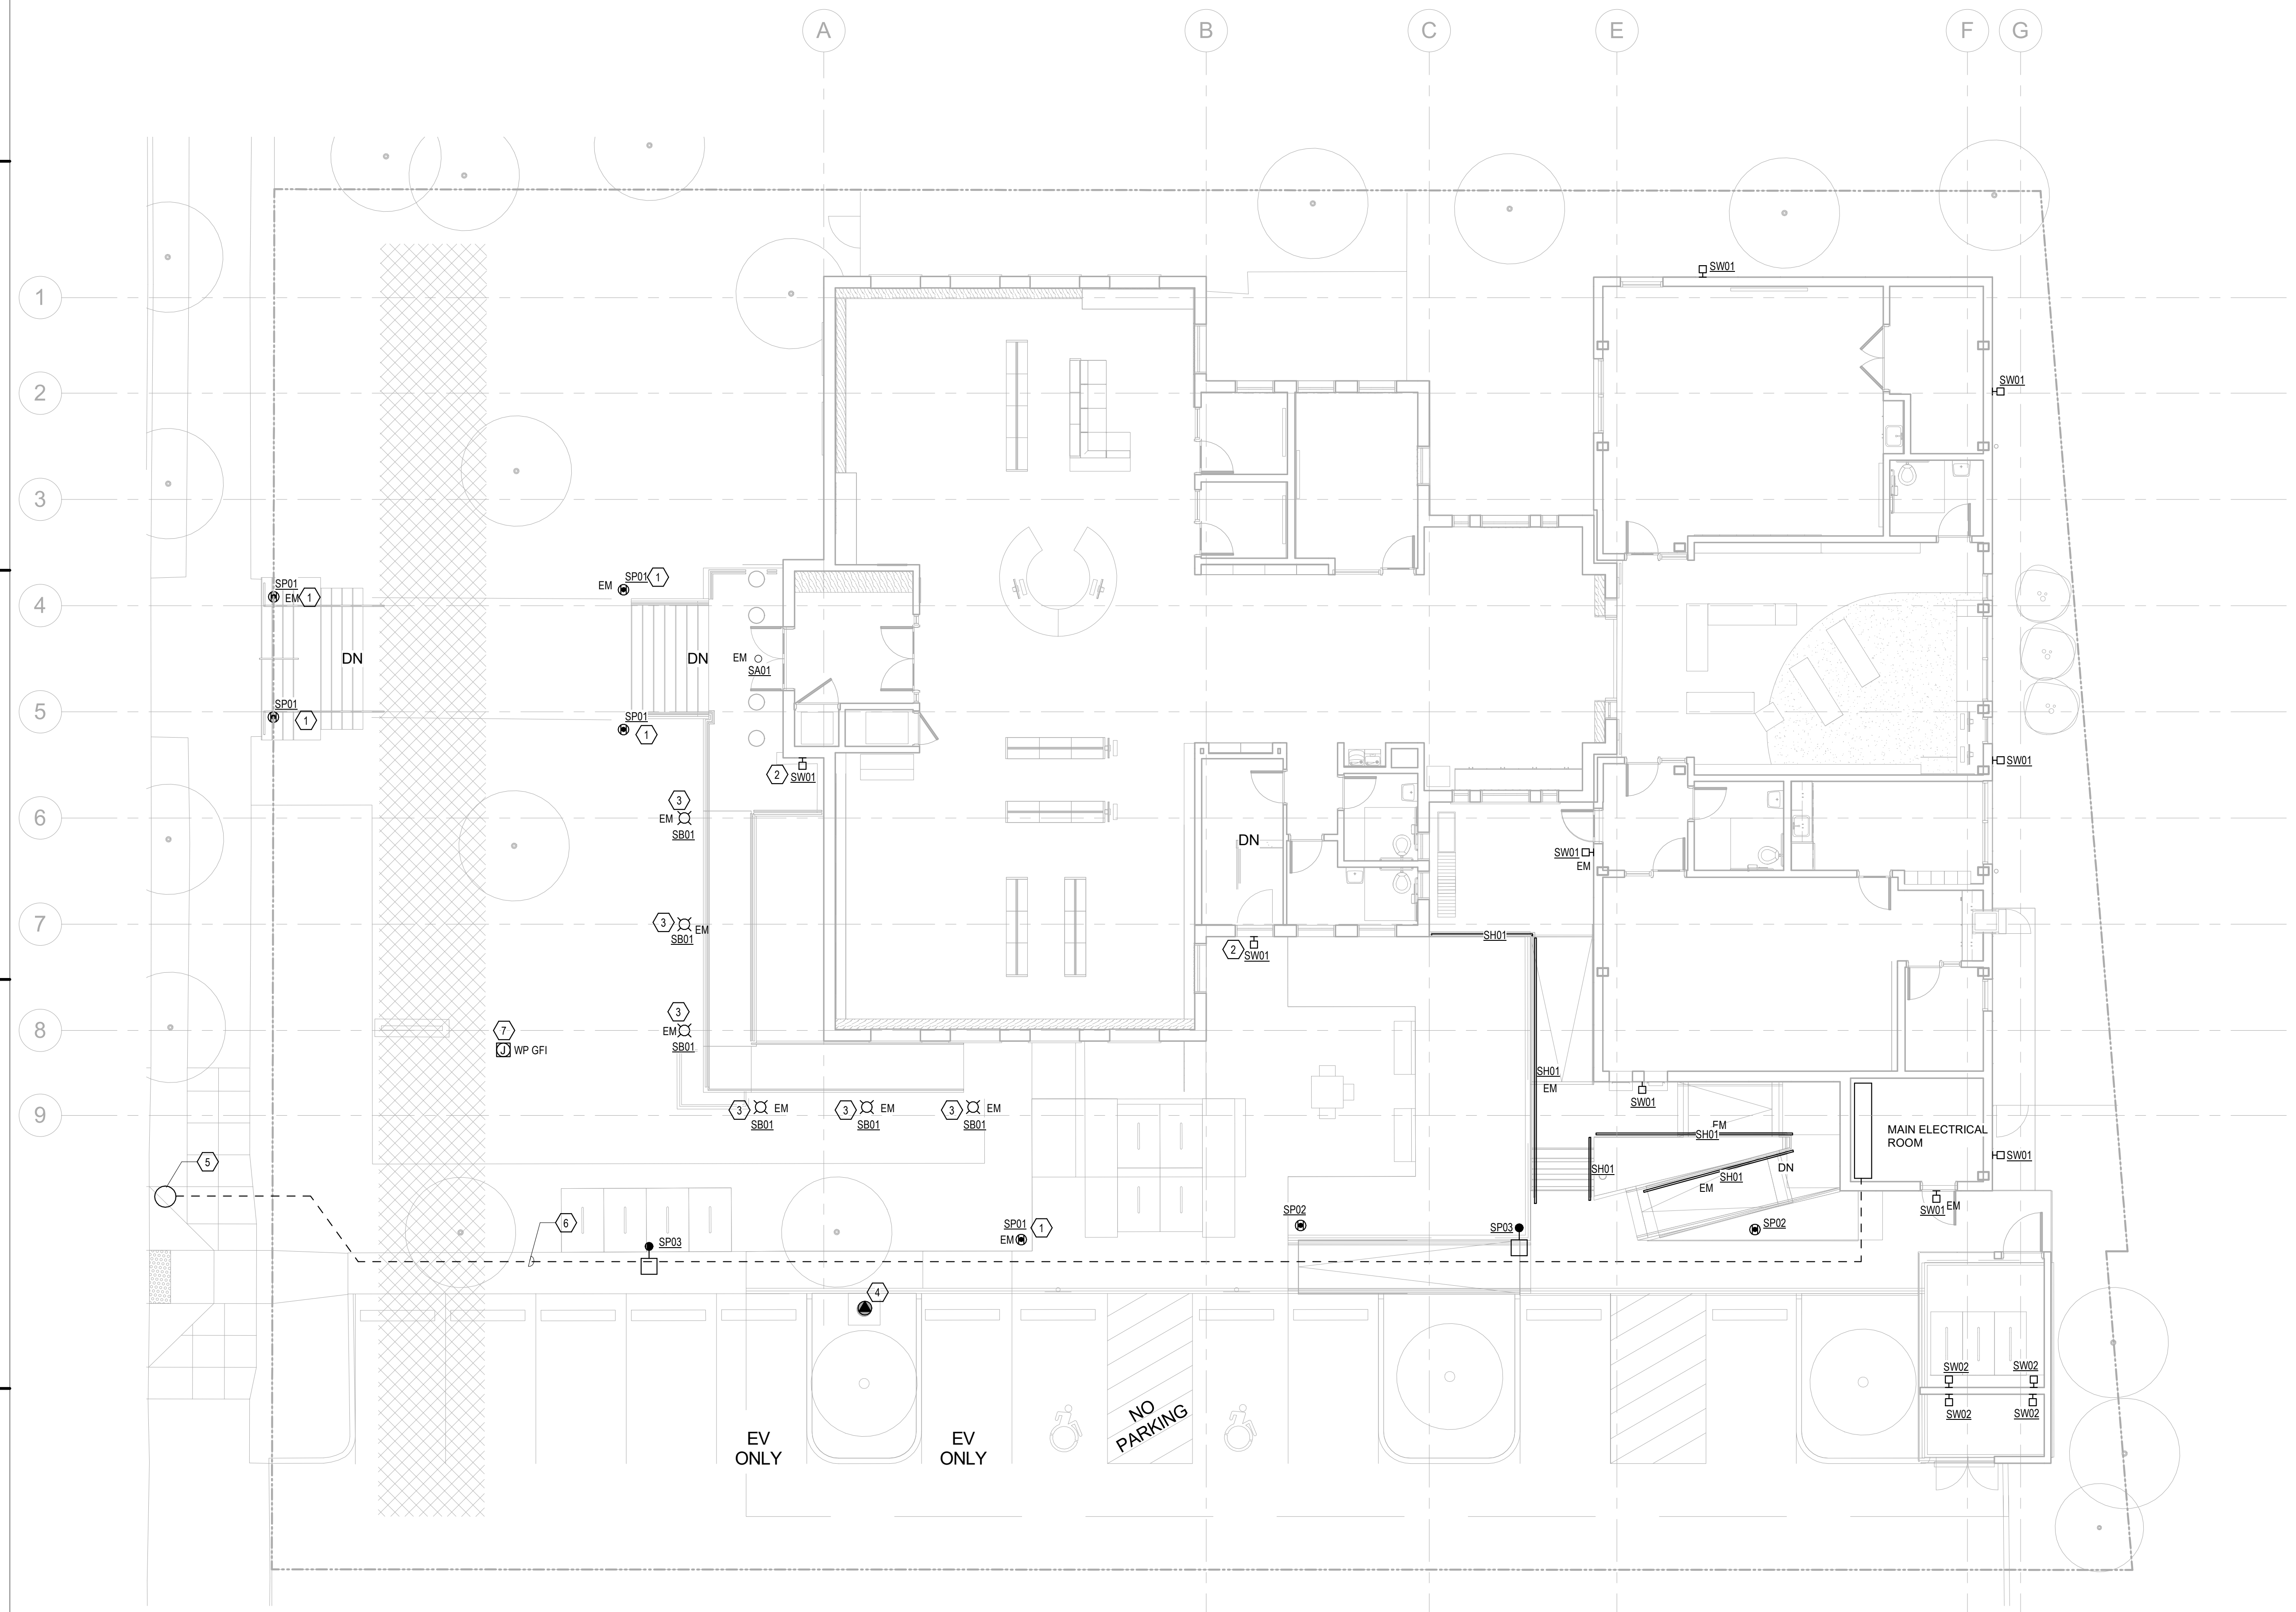 A B C E F G
1
SW01
2
SW01
3
SP01
EM 1
SP01 1
EM
4
DN
DN
EM
SA01
SP01
1
5
SP01
1
2 SW01
SW01
3
EM
SB01
6
DN
SW01
EM
3
EM
SB01
7
SH01
2
SW01
3
EM
SB01
8
7
J WP GFI
SH01
EM
SW01
3 EM
SB01
3 EM
SB01
3 EM
SB01
9
EM
SH01
MAIN ELECTRICAL
ROOM
SW01
5
SH01
DN
SH01
EM
SW01 EM
6
SP03
SP01 1
EM
SP02
SP03
SP02
4
SW02 SW02
SW02 SW02
EV
ONLY
EV
ONLY
NO
PARKING